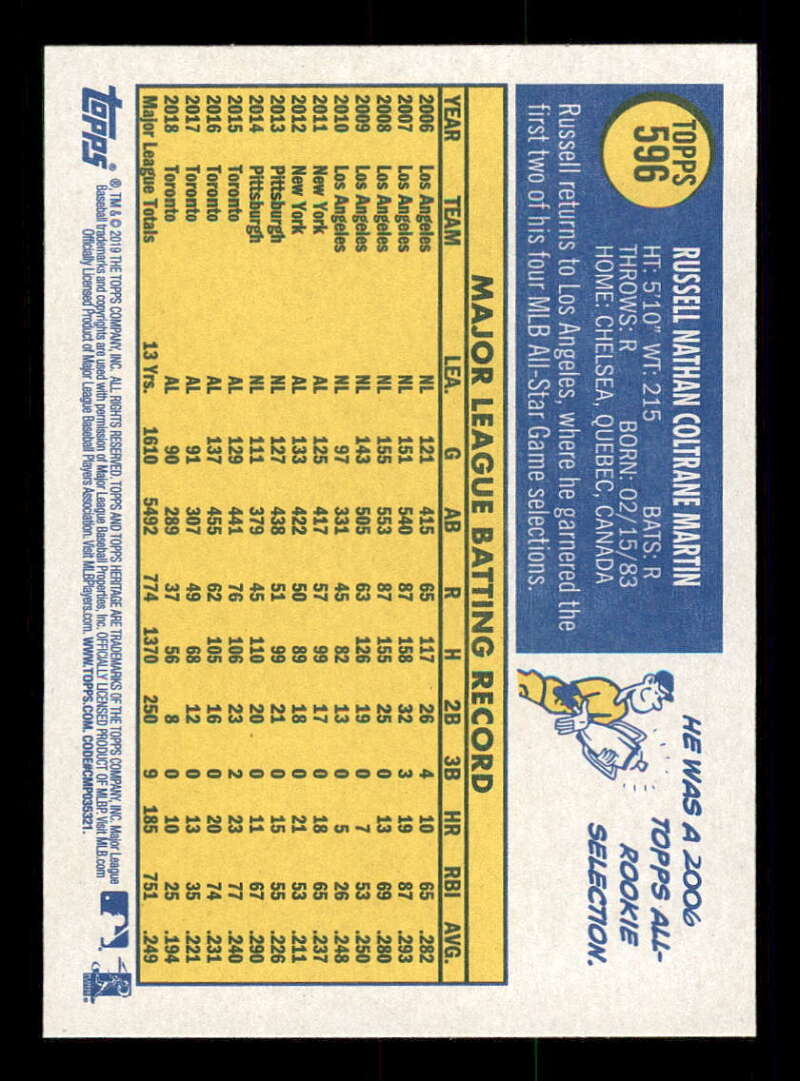 TOPPS
596
RUSSELL NATHAN COLTRANE MARTIN
HT: 5'10" WT: 215 BATS: R
THROWS: R BORN: 02/15/83
HOME: CHELSEA, QUEBEC, CANADA
Russell returns to Los Angeles, where he garnered the
first two of his four MLB All-Star Game selections.
HE WAS A 2006
TOPPS ALL-
ROOKIE
SELECTION.
MAJOR LEAGUE BATTING RECORD
YEAR TEAM LEA. G AB R H 2B 3B HR RBI AVG.
2006 Los Angeles NL 121 415 65 117 26 4 10 65 .282
2007 Los Angeles NL 151 540 87 158 32 3 19 87 .293
2008 Los Angeles NL 155 553 87 155 25 0 13 69 .280
2009 Los Angeles NL 143 505 63 126 19 0 7 53 .250
2010 Los Angeles NL 97 331 45 82 13 0 5 26 .248
2011 New York AL 125 417 57 99 17 0 18 65 .237
2012 New York AL 133 422 50 89 18 0 21 53 .211
2013 Pittsburgh NL 127 438 51 99 21 0 15 55 .226
2014 Pittsburgh NL 111 379 45 110 20 0 11 67 .290
2015 Toronto AL 129 441 76 106 23 2 23 77 .240
2016 Toronto AL 137 455 62 105 16 0 20 74 .231
2017 Toronto AL 91 307 49 68 12 0 13 35 .221
2018 Toronto AL 90 289 37 56 8 0 10 25 .194
Major League Totals 13 Yrs. 1610 5492 774 1370 250 9 185 751 .249
topps®
®, TM & © 2019 THE TOPPS COMPANY, INC. ALL RIGHTS RESERVED. TOPPS AND TOPPS HERITAGE ARE TRADEMARKS OF THE TOPPS COMPANY, INC. Major League
Baseball trademarks and copyrights are used with permission of Major League Baseball Properties, Inc. OFFICIALLY LICENSED PRODUCT OF MLBP. Visit MLB.com
Officially Licensed Product of Major League Baseball Players Association. Visit MLBPlayers.com. WWW.TOPPS.COM. CODE#CMP035321.